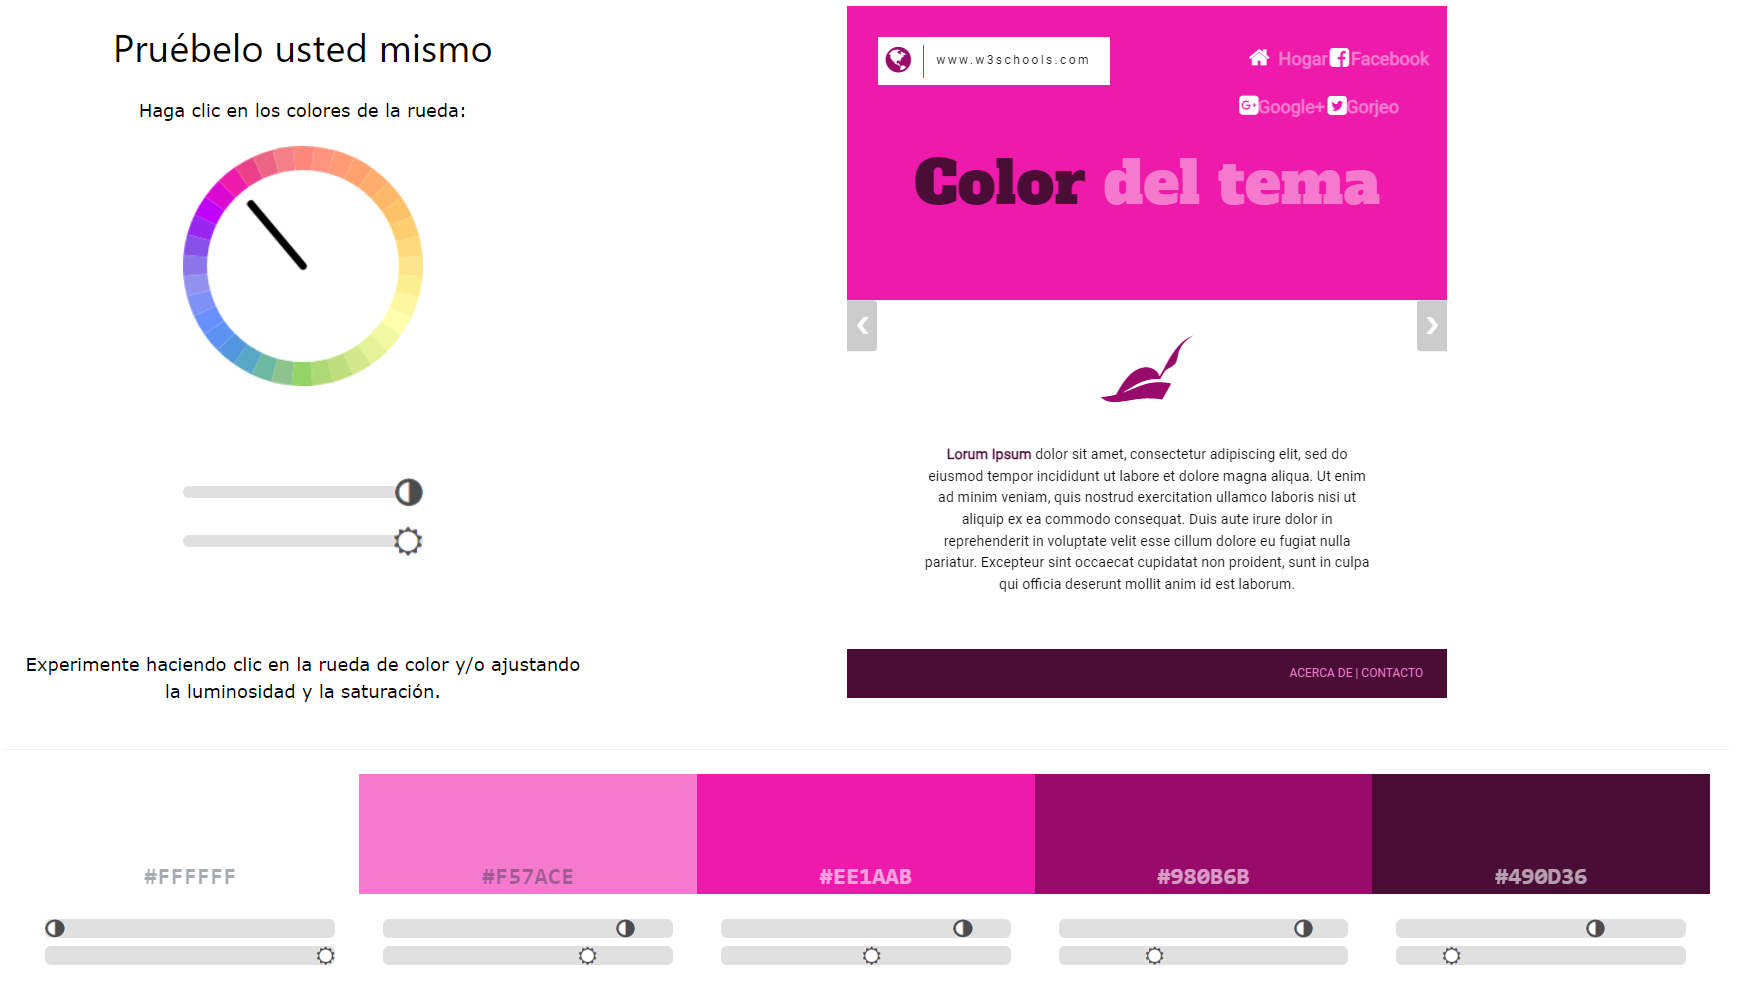 Pruébelo usted mismo
Haga clic en los colores de la rueda:
Experimente haciendo clic en la rueda de color y/o ajustando
la luminosidad y la saturación.
www.w3schools.com
Hogar Facebook
Google+ Gorjeo
Color del tema
❮ ❯
Lorum Ipsum dolor sit amet, consectetur adipiscing elit, sed do
eiusmod tempor incididunt ut labore et dolore magna aliqua. Ut enim
ad minim veniam, quis nostrud exercitation ullamco laboris nisi ut
aliquip ex ea commodo consequat. Duis aute irure dolor in
reprehenderit in voluptate velit esse cillum dolore eu fugiat nulla
pariatur. Excepteur sint occaecat cupidatat non proident, sunt in culpa
qui officia deserunt mollit anim id est laborum.
ACERCA DE | CONTACTO
#FFFFFF #F57ACE #EE1AAB #980B6B #490D36